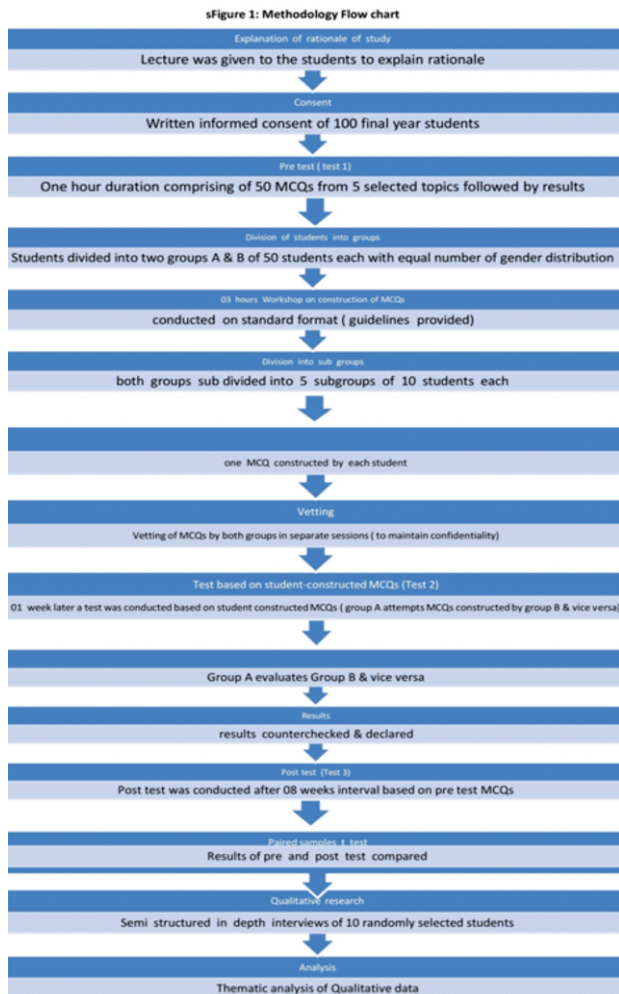 sFigure 1: Methodology Flow chart
Explanation of rationale of study
Lecture was given to the students to explain rationale
Consent
Written informed consent of 100 final year students
Pre test ( test 1)
One hour duration comprising of 50 MCQs from 5 selected topics followed by results
Division of students into groups
Students divided into two groups A & B of 50 students each with equal number of gender distribution
03 hours Workshop on construction of MCQs
conducted on standard format ( guidelines provided)
Division into sub groups
both groups sub divided into 5 subgroups of 10 students each
one MCQ constructed by each student
Vetting
Vetting of MCQs by both groups in separate sessions ( to maintain confidentiality)
Test based on student-constructed MCQs (Test 2)
01 week later a test was conducted based on student constructed MCQs ( group A attempts MCQs constructed by group B & vice versa)
Group A evaluates Group B & vice versa
Results
results counterchecked & declared
Post test (Test 3)
Post test was conducted after 08 weeks interval based on pre test MCQs
Paired samples t test
Results of pre and post test compared
Qualitative research
Semi structured in depth interviews of 10 randomly selected students
Analysis
Thematic analysis of Qualitative data